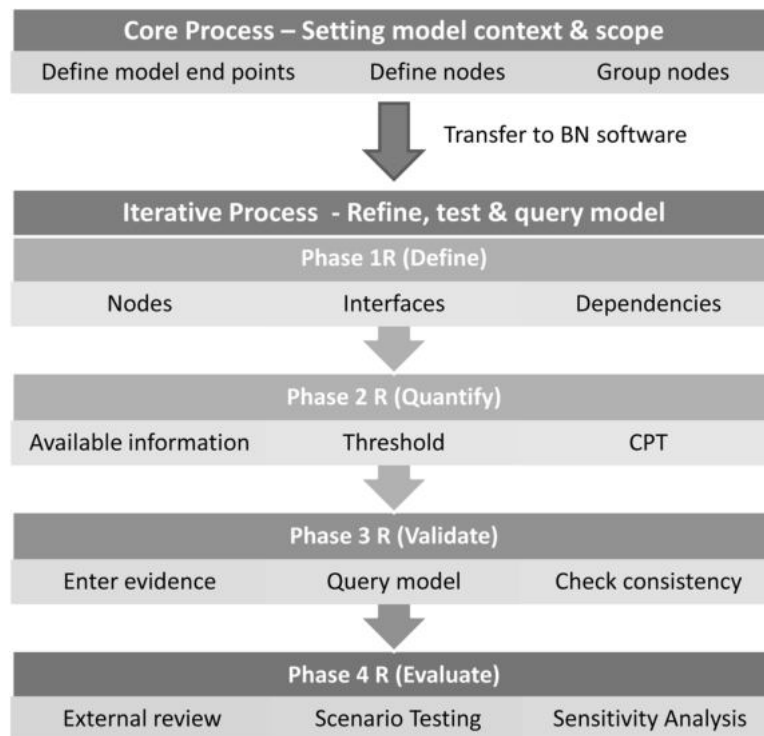 Core Process – Setting model context & scope
Define model end points Define nodes Group nodes
Transfer to BN software
Iterative Process - Refine, test & query model
Phase 1R (Define)
Nodes Interfaces Dependencies
Phase 2 R (Quantify)
Available information Threshold CPT
Phase 3 R (Validate)
Enter evidence Query model Check consistency
Phase 4 R (Evaluate)
External review Scenario Testing Sensitivity Analysis